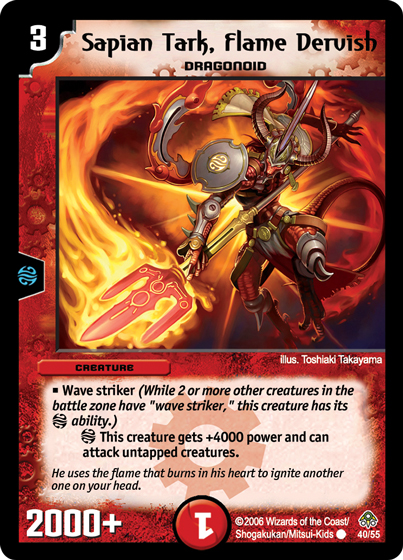 3
Sapian Tark, Flame Dervish
DRAGONOID
illus. Toshiaki Takayama
CREATURE
▪ Wave striker (While 2 or more other creatures in the
battle zone have "wave striker," this creature has its
ability.)
This creature gets +4000 power and can
attack untapped creatures.
He uses the flame that burns in his heart to ignite another
one on your head.
2000+
1
©2006 Wizards of the Coast/
Shogakukan/Mitsui-Kids
40/55